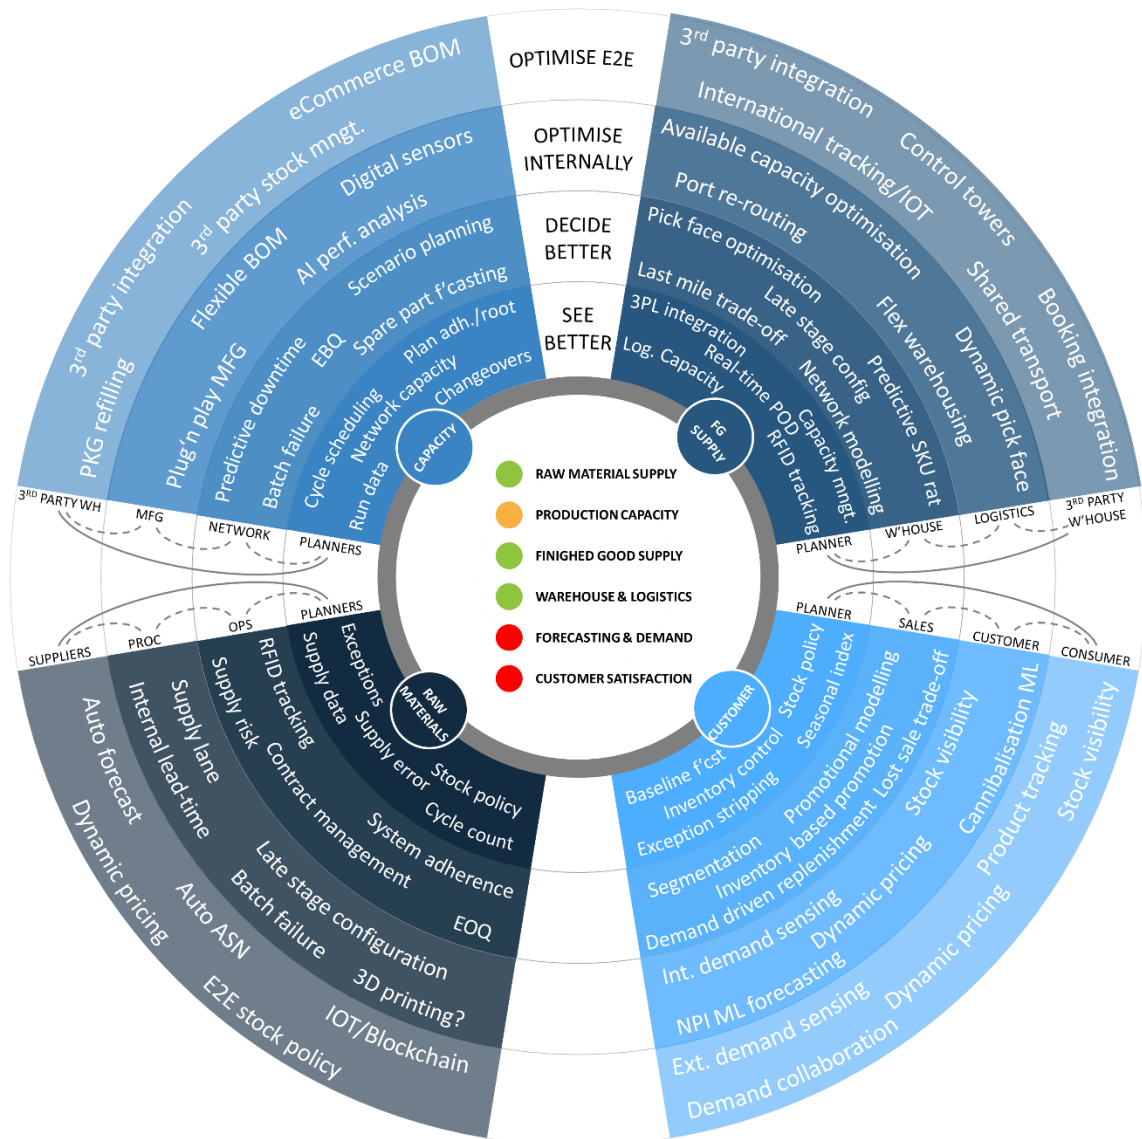 OPTIMISE E2E
OPTIMISE
INTERNALLY
DECIDE
BETTER
SEE
BETTER
eCommerce BOM
3rd party stock mngt.
3rd party integration
PKG refilling
Digital sensors
AI perf. analysis
Flexible BOM
Plug'n play MFG
Scenario planning
Spare part f'casting
EBQ
Predictive downtime
Batch failure
Plan adh./root
Changeovers
Network capacity
Cycle scheduling
Run data
CAPACITY
3rd party integration
International tracking/IOT
Control towers
Shared transport
Booking integration
Available capacity optimisation
Port re-routing
Flex warehousing
Dynamic pick face
Pick face optimisation
Last mile trade-off
Late stage config
Network modelling
Predictive SKU rat
3PL integration
Log. Capacity
Real-time POD
Capacity mngt.
RFID tracking
FG
SUPPLY
RAW MATERIAL SUPPLY
PRODUCTION CAPACITY
FINIGHED GOOD SUPPLY
WAREHOUSE & LOGISTICS
FORECASTING & DEMAND
CUSTOMER SATISFACTION
3RD PARTY WH
MFG
NETWORK
PLANNERS
PLANNER
W'HOUSE
LOGISTICS
3RD PARTY
W'HOUSE
SUPPLIERS
PROC
OPS
PLANNERS
PLANNER
SALES
CUSTOMER
CONSUMER
RAW
MATERIALS
Exceptions
Supply data
Supply error
Stock policy
Cycle count
RFID tracking
Supply risk
Contract management
System adherence
EOQ
Supply lane
Internal lead-time
Late stage configuration
Batch failure
3D printing?
Auto forecast
Dynamic pricing
Auto ASN
E2E stock policy
IOT/Blockchain
CUSTOMER
Stock policy
Seasonal index
Baseline f'cst
Inventory control
Exception stripping
Promotional modelling
Lost sale trade-off
Segmentation
Inventory based promotion
Demand driven replenishment
Stock visibility
Cannibalisation ML
Int. demand sensing
Dynamic pricing
NPI ML forecasting
Stock visibility
Product tracking
Dynamic pricing
Ext. demand sensing
Demand collaboration